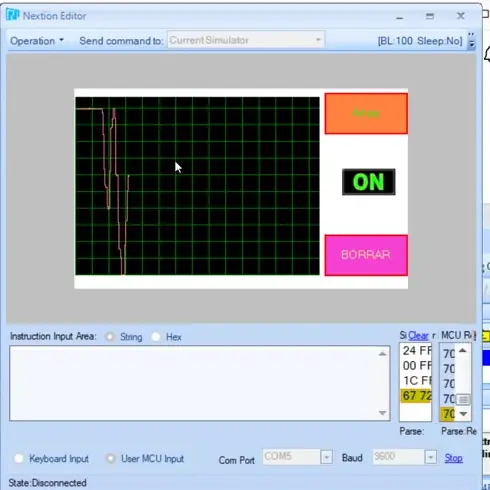 Nextion Editor
Operation Send command to: Current Simulator [BL:100 Sleep:No]
ON
BORRAR
Instruction Input Area: String Hex Clear MCU
24 FF
00 FF
1C FF
67 72
70
70
70
70
70
Parse: Parse:
Keyboard Input User MCU Input Com Port COM5 Baud 9600 Stop
State:Disconnected